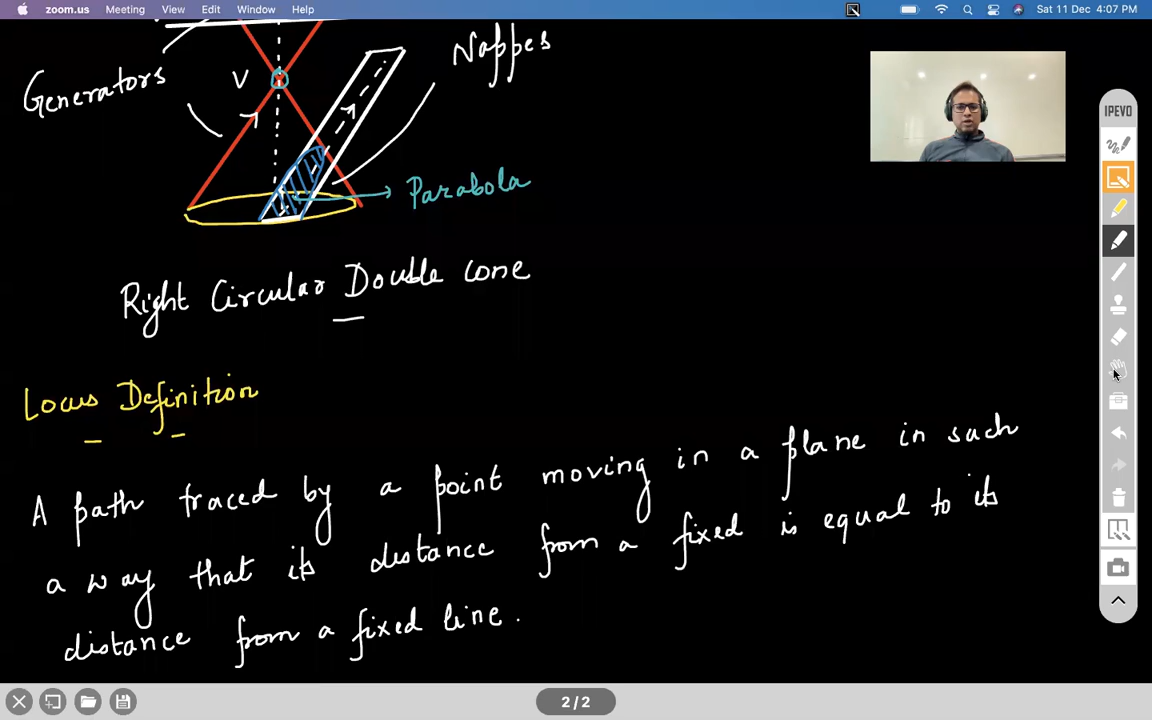 zoom.us Meeting View Edit Window Help Sat 11 Dec 4:07 PM
Nappes
Generators
V
IPEVO
Parabola
Right Circular Double cone
Locus Definition
A path traced by a point moving in a plane in such
a way that its distance from a fixed is equal to its
distance from a fixed line.
2/2